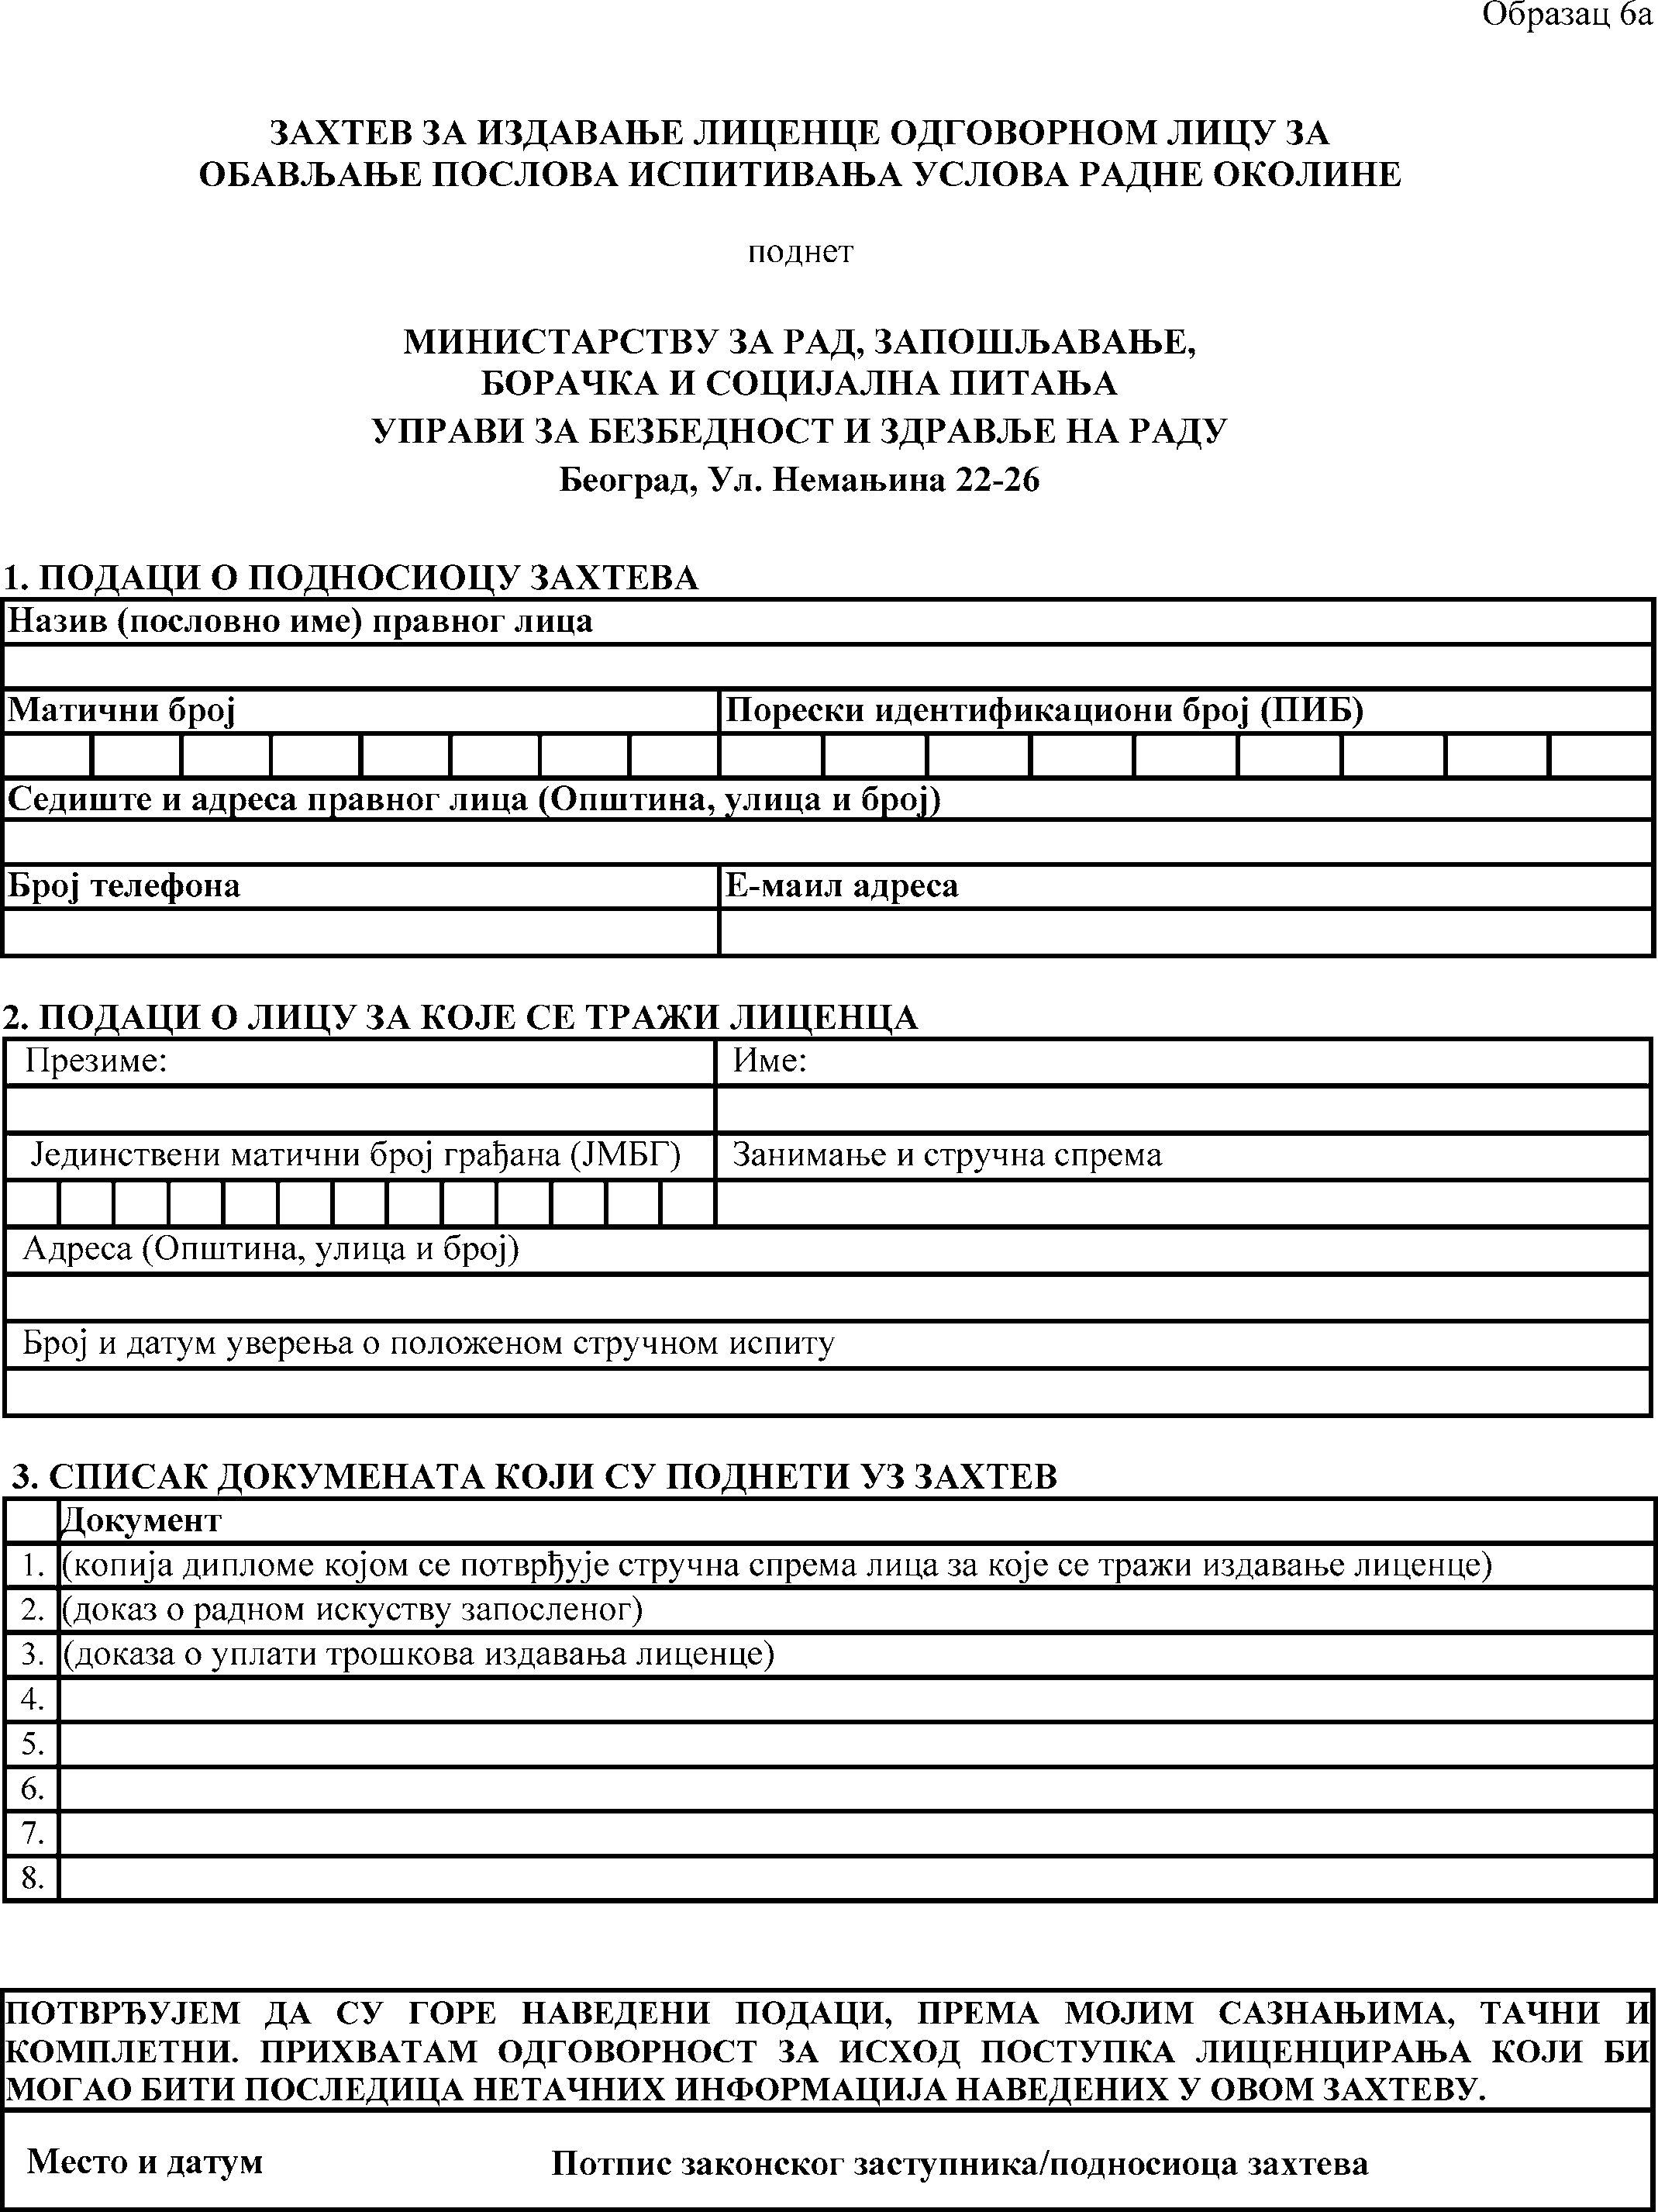 Образац 6а
ЗАХТЕВ ЗА ИЗДАВАЊЕ ЛИЦЕНЦЕ ОДГОВОРНОМ ЛИЦУ ЗА
ОБАВЉАЊЕ ПОСЛОВА ИСПИТИВАЊА УСЛОВА РАДНЕ ОКОЛИНЕ
поднет
МИНИСТАРСТВУ ЗА РАД, ЗАПОШЉАВАЊЕ,
БОРАЧКА И СОЦИЈАЛНА ПИТАЊА
УПРАВИ ЗА БЕЗБЕДНОСТ И ЗДРАВЉЕ НА РАДУ
Београд, Ул. Немањина 22-26
1. ПОДАЦИ О ПОДНОСИОЦУ ЗАХТЕВА
Назив (пословно име) правног лица
Матични број
Порески идентификациони број (ПИБ)
Седиште и адреса правног лица (Општина, улица и број)
Број телефона
Е-маил адреса
2. ПОДАЦИ О ЛИЦУ ЗА КОЈЕ СЕ ТРАЖИ ЛИЦЕНЦА
Презиме:
Име:
Јединствени матични број грађана (ЈМБГ)
Занимање и стручна спрема
Адреса (Општина, улица и број)
Број и датум уверења о положеном стручном испиту
3. СПИСАК ДОКУМЕНАТА КОЈИ СУ ПОДНЕТИ УЗ ЗАХТЕВ
Документ
1. (копија дипломе којом се потврђује стручна спрема лица за које се тражи издавање лиценце)
2. (доказ о радном искуству запосленог)
3. (доказа о уплати трошкова издавања лиценце)
4.
5.
6.
7.
8.
ПОТВРЂУЈЕМ ДА СУ ГОРЕ НАВЕДЕНИ ПОДАЦИ, ПРЕМА МОЈИМ САЗНАЊИМА, ТАЧНИ И
КОМПЛЕТНИ. ПРИХВАТАМ ОДГОВОРНОСТ ЗА ИСХОД ПОСТУПКА ЛИЦЕНЦИРАЊА КОЈИ БИ
МОГАО БИТИ ПОСЛЕДИЦА НЕТАЧНИХ ИНФОРМАЦИЈА НАВЕДЕНИХ У ОВОМ ЗАХТЕВУ.
Место и датум
Потпис законског заступника/подносиоца захтева